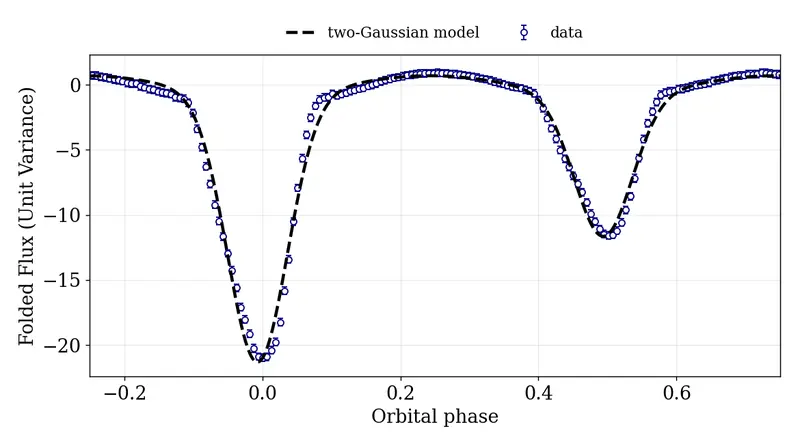 two-Gaussian model
data
Folded Flux (Unit Variance)
0
−5
−10
−15
−20
−0.2
0.0
0.2
0.4
0.6
Orbital phase